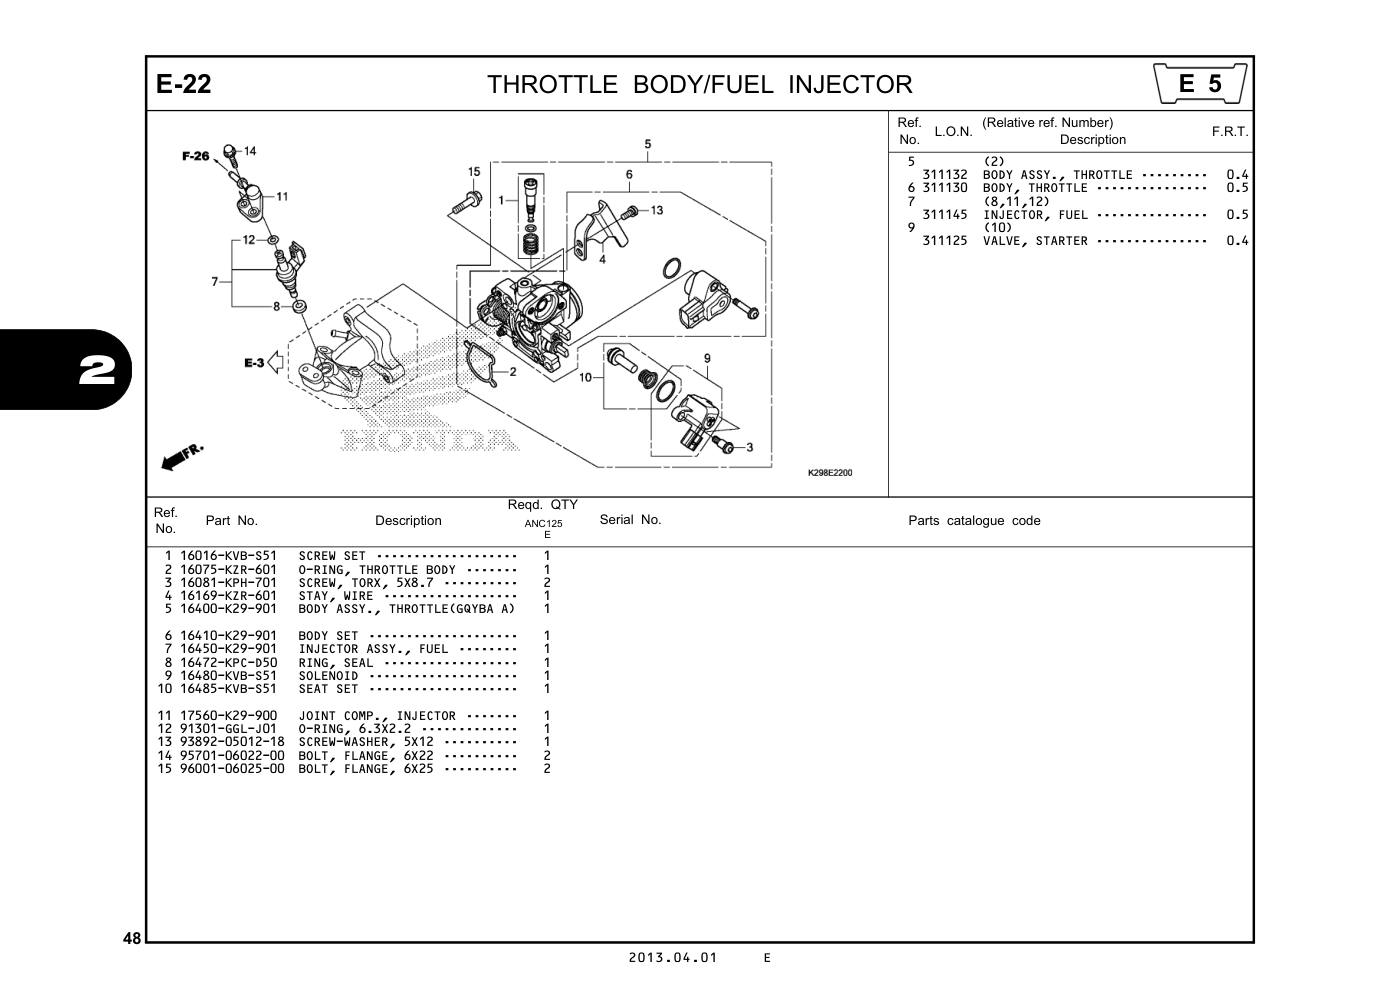 E-22 THROTTLE BODY/FUEL INJECTOR E 5
Ref. No. L.O.N. (Relative ref. Number) Description F.R.T.
5 (2)
311132 BODY ASSY., THROTTLE --------- 0.4
6 311130 BODY, THROTTLE --------------- 0.5
7 (8,11,12)
311145 INJECTOR, FUEL --------------- 0.5
9 (10)
311125 VALVE, STARTER --------------- 0.4
F-26
14
11
12
7
8
E-3
FR.
15
1
5
6
13
4
2
10
9
3
HONDA
K298E2200
2
Ref. No. Part No. Description Reqd. QTY ANC125 E Serial No. Parts catalogue code
1 16016-KVB-S51 SCREW SET ------------------- 1
2 16075-KZR-601 O-RING, THROTTLE BODY ------- 1
3 16081-KPH-701 SCREW, TORX, 5X8.7 ---------- 2
4 16169-KZR-601 STAY, WIRE ------------------ 1
5 16400-K29-901 BODY ASSY., THROTTLE(GQYBA A) 1
6 16410-K29-901 BODY SET -------------------- 1
7 16450-K29-901 INJECTOR ASSY., FUEL -------- 1
8 16472-KPC-D50 RING, SEAL ------------------ 1
9 16480-KVB-S51 SOLENOID -------------------- 1
10 16485-KVB-S51 SEAT SET -------------------- 1
11 17560-K29-900 JOINT COMP., INJECTOR ------- 1
12 91301-GGL-J01 O-RING, 6.3X2.2 ------------- 1
13 93892-05012-18 SCREW-WASHER, 5X12 ---------- 1
14 95701-06022-00 BOLT, FLANGE, 6X22 ---------- 2
15 96001-06025-00 BOLT, FLANGE, 6X25 ---------- 2
48
2013.04.01 E